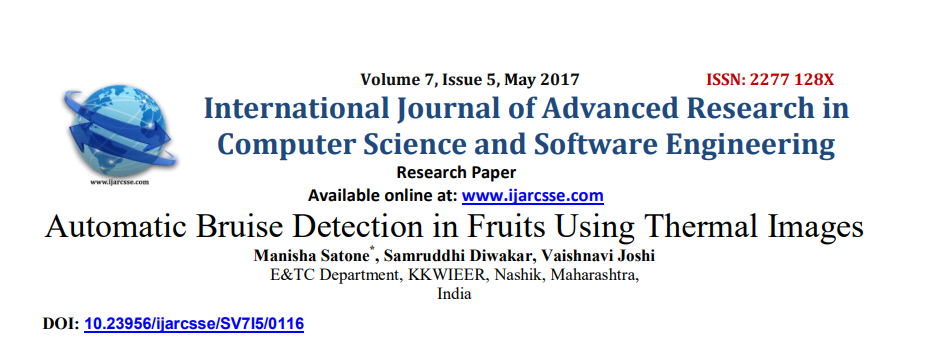 Volume 7, Issue 5, May 2017 ISSN: 2277 128X
International Journal of Advanced Research in
Computer Science and Software Engineering
www.ijarcsse.com
Research Paper
Available online at: www.ijarcsse.com
Automatic Bruise Detection in Fruits Using Thermal Images
Manisha Satone*, Samruddhi Diwakar, Vaishnavi Joshi
E&TC Department, KKWIEER, Nashik, Maharashtra,
India
DOI: 10.23956/ijarcsse/SV7I5/0116